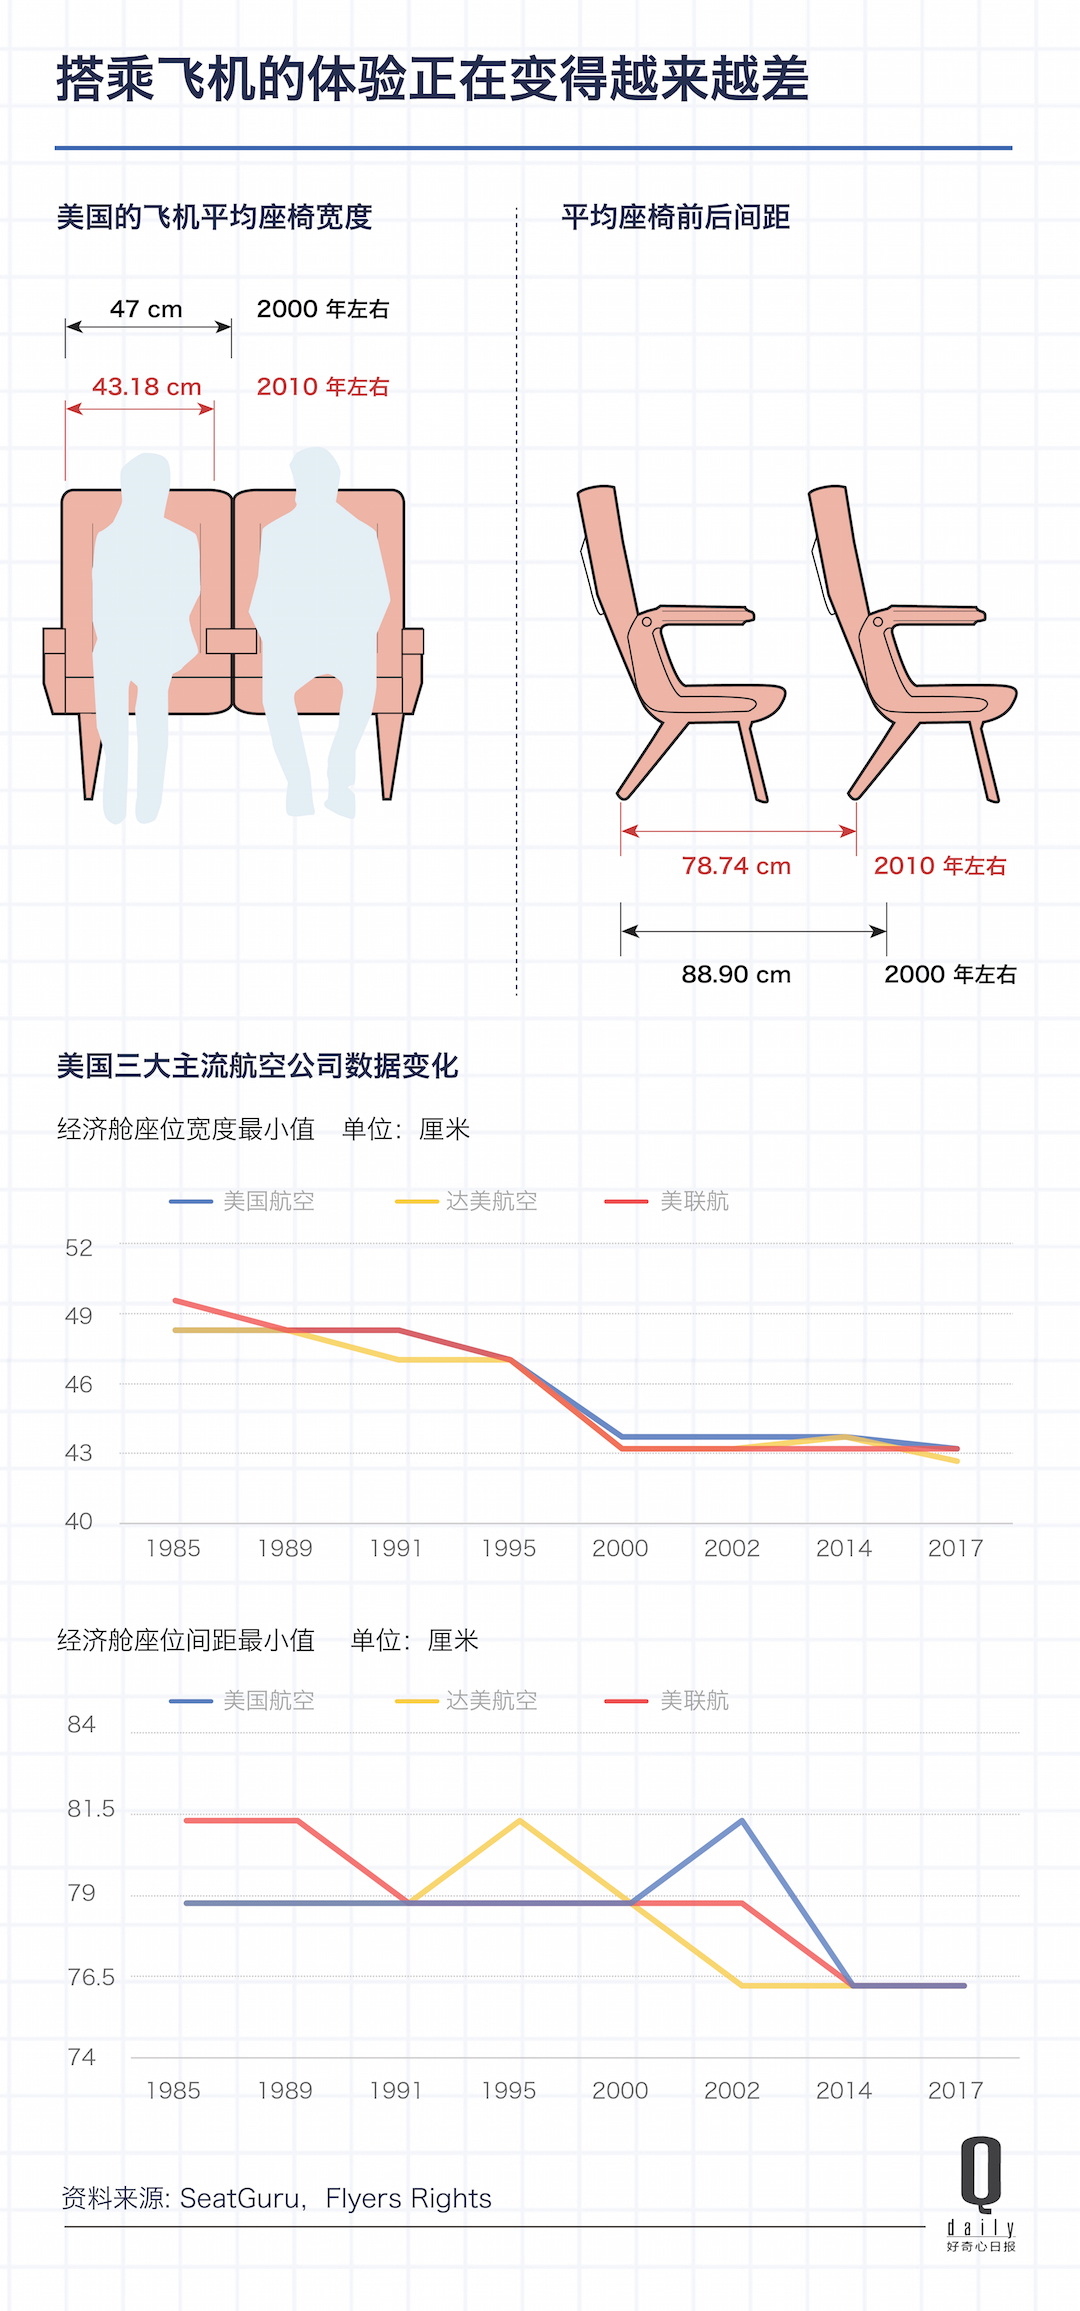 搭乘飞机的体验正在变得越来越差
美国的飞机平均座椅宽度
47 cm
2000 年左右
43.18 cm
2010 年左右
平均座椅前后间距
78.74 cm
2010 年左右
88.90 cm
2000 年左右
美国三大主流航空公司数据变化
经济舱座位宽度最小值 单位：厘米
美国航空 达美航空 美联航
52
49
46
43
40
1985 1989 1991 1995 2000 2002 2014 2017
经济舱座位间距最小值 单位：厘米
美国航空 达美航空 美联航
84
81.5
79
76.5
74
1985 1989 1991 1995 2000 2002 2014 2017
资料来源: SeatGuru，Flyers Rights
Q
daily
好奇心日报